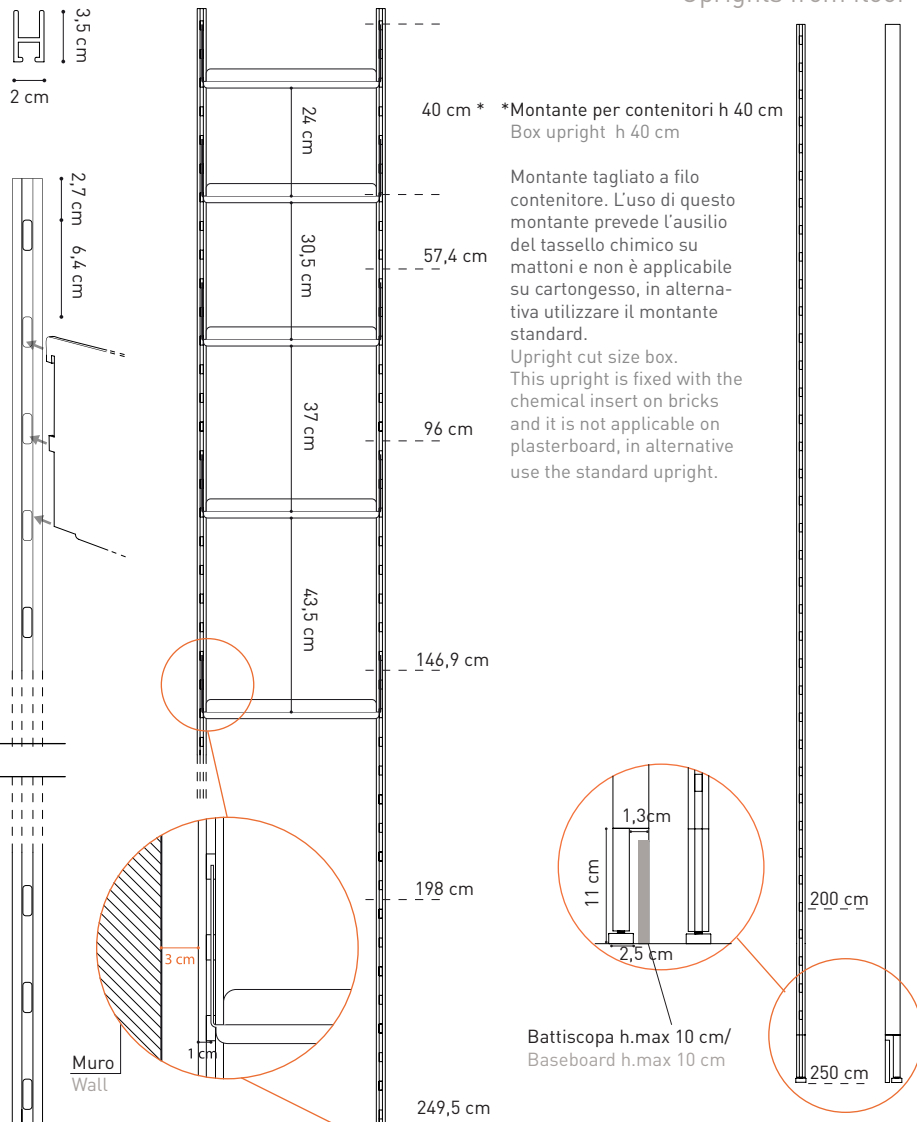 Uprights from floor
3,5 cm
2 cm
2,7 cm
6,4 cm
24 cm
30,5 cm
37 cm
43,5 cm
40 cm *
57,4 cm
96 cm
146,9 cm
198 cm
249,5 cm
*Montante per contenitori h 40 cm
Box upright h 40 cm
Montante tagliato a filo
contenitore. L'uso di questo
montante prevede l'ausilio
del tassello chimico su
mattoni e non è applicabile
su cartongesso, in alterna-
tiva utilizzare il montante
standard.
Upright cut size box.
This upright is fixed with the
chemical insert on bricks
and it is not applicable on
plasterboard, in alternative
use the standard upright.
3 cm
1 cm
Muro
Wall
1,3cm
11 cm
2,5 cm
Battiscopa h.max 10 cm/
Baseboard h.max 10 cm
200 cm
250 cm